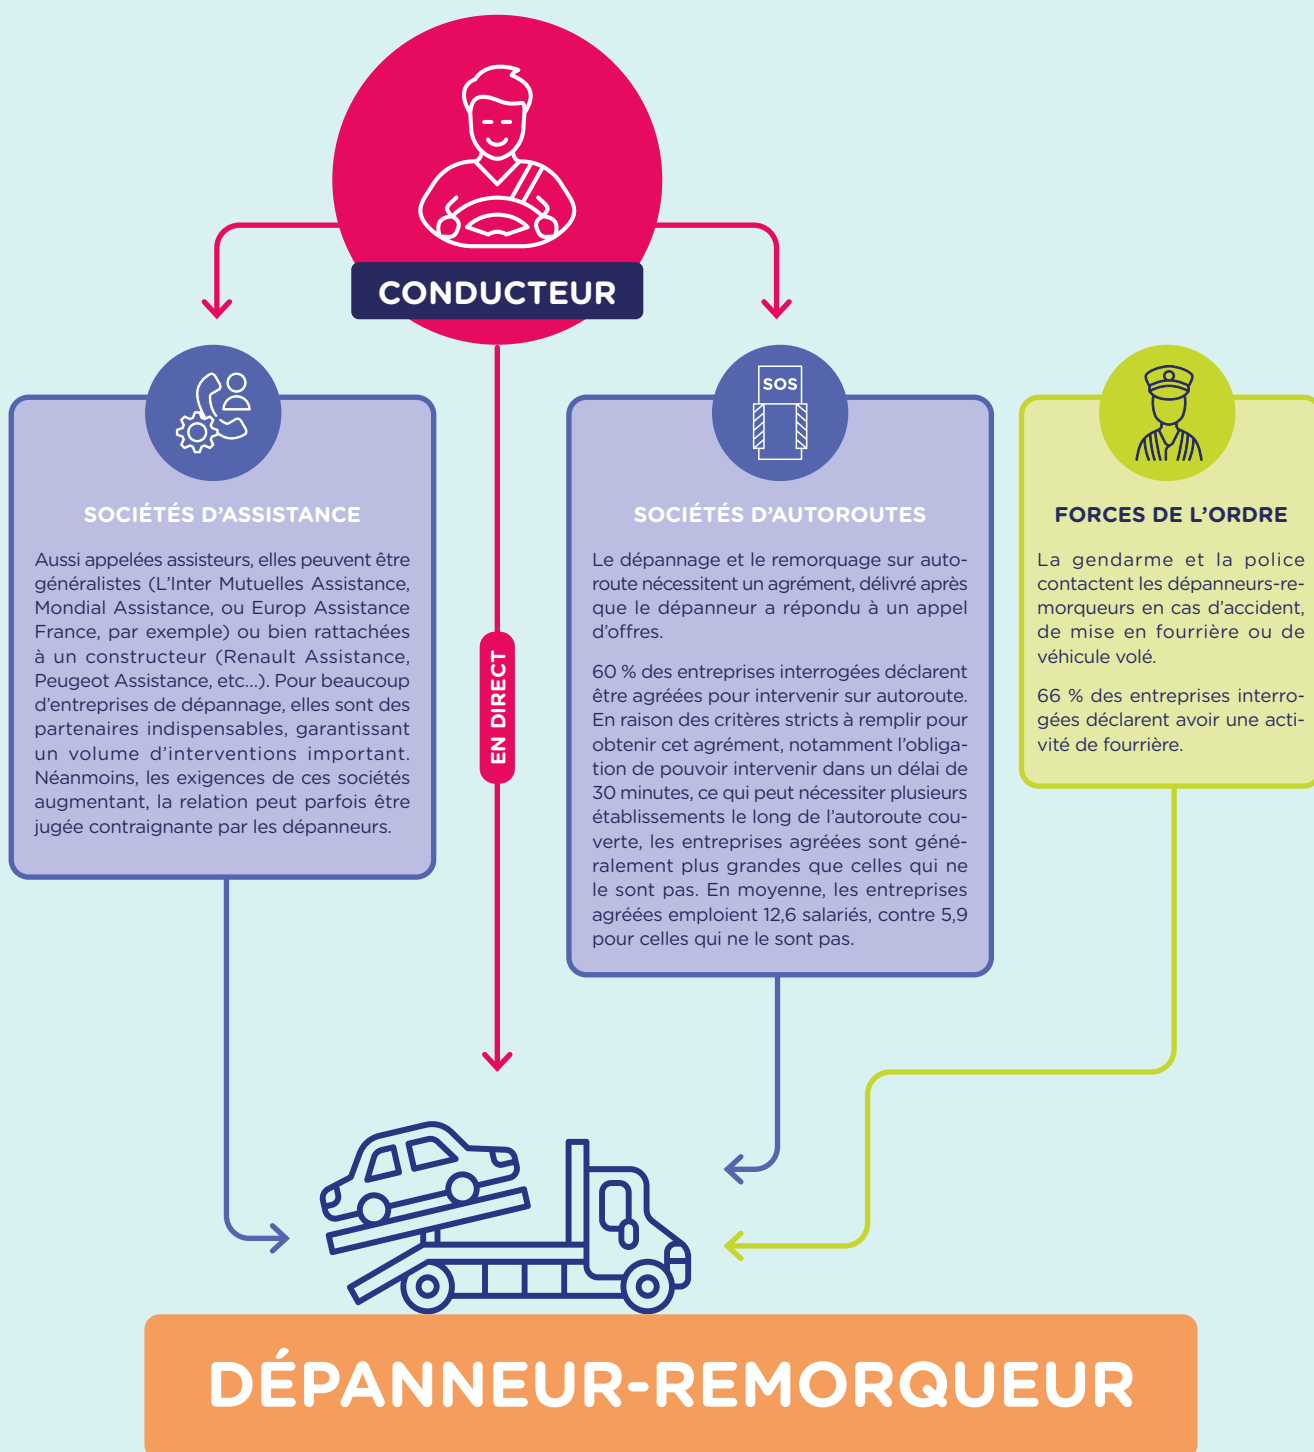 CONDUCTEUR
EN DIRECT
SOCIÉTÉS D'ASSISTANCE
Aussi appelées assisteurs, elles peuvent être
généralistes (L'Inter Mutuelles Assistance,
Mondial Assistance, ou Europ Assistance
France, par exemple) ou bien rattachées
à un constructeur (Renault Assistance,
Peugeot Assistance, etc...). Pour beaucoup
d'entreprises de dépannage, elles sont des
partenaires indispensables, garantissant
un volume d'interventions important.
Néanmoins, les exigences de ces sociétés
augmentant, la relation peut parfois être
jugée contraignante par les dépanneurs.
SOS
SOCIÉTÉS D'AUTOROUTES
Le dépannage et le remorquage sur auto-
route nécessitent un agrément, délivré après
que le dépanneur a répondu à un appel
d'offres.
60 % des entreprises interrogées déclarent
être agréées pour intervenir sur autoroute.
En raison des critères stricts à remplir pour
obtenir cet agrément, notamment l'obliga-
tion de pouvoir intervenir dans un délai de
30 minutes, ce qui peut nécessiter plusieurs
établissements le long de l'autoroute cou-
verte, les entreprises agréées sont géné-
ralement plus grandes que celles qui ne
le sont pas. En moyenne, les entreprises
agréées emploient 12,6 salariés, contre 5,9
pour celles qui ne le sont pas.
FORCES DE L'ORDRE
La gendarme et la police
contactent les dépanneurs-re-
morqueurs en cas d'accident,
de mise en fourrière ou de
véhicule volé.
66 % des entreprises interro-
gées déclarent avoir une acti-
vité de fourrière.
DÉPANNEUR-REMORQUEUR